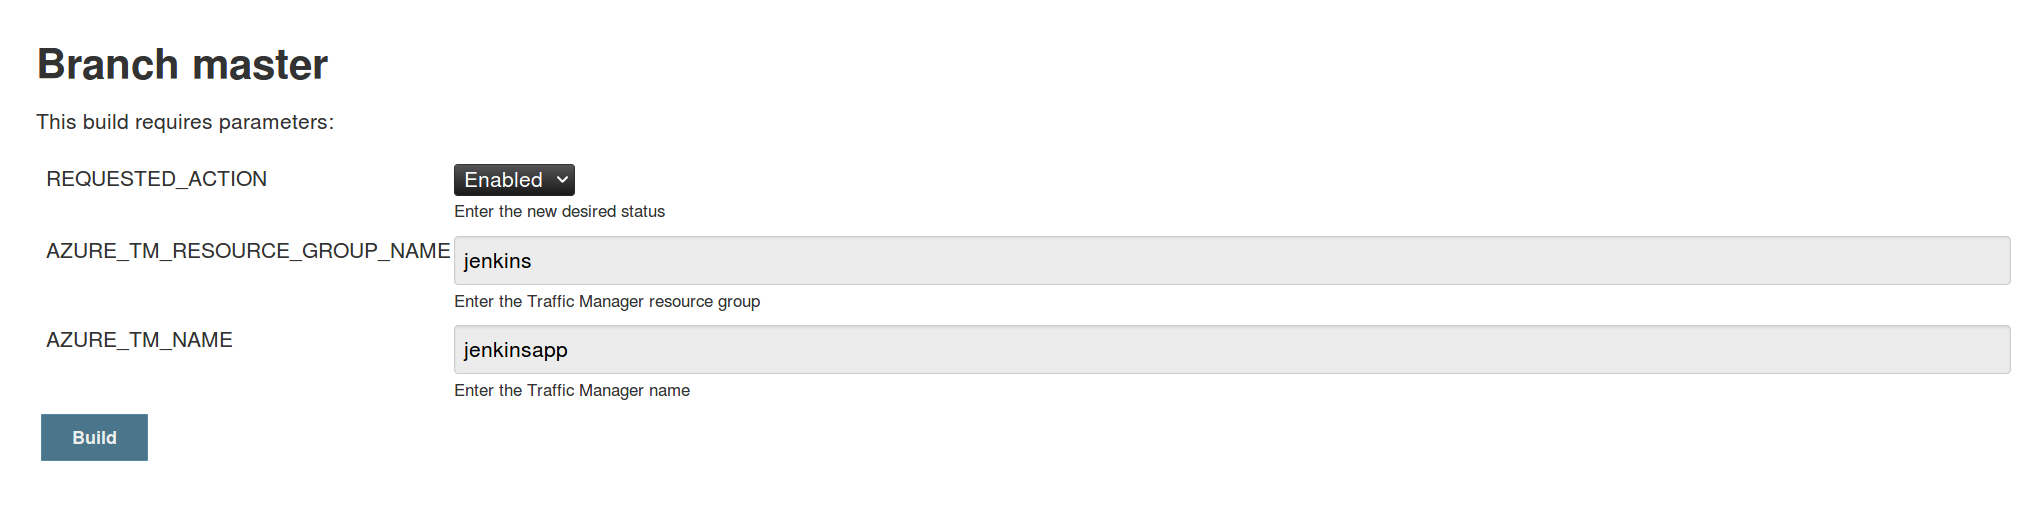 Branch master
This build requires parameters:
REQUESTED_ACTION
Enabled
Enter the new desired status
AZURE_TM_RESOURCE_GROUP_NAME
jenkins
Enter the Traffic Manager resource group
AZURE_TM_NAME
jenkinsapp
Enter the Traffic Manager name
Build